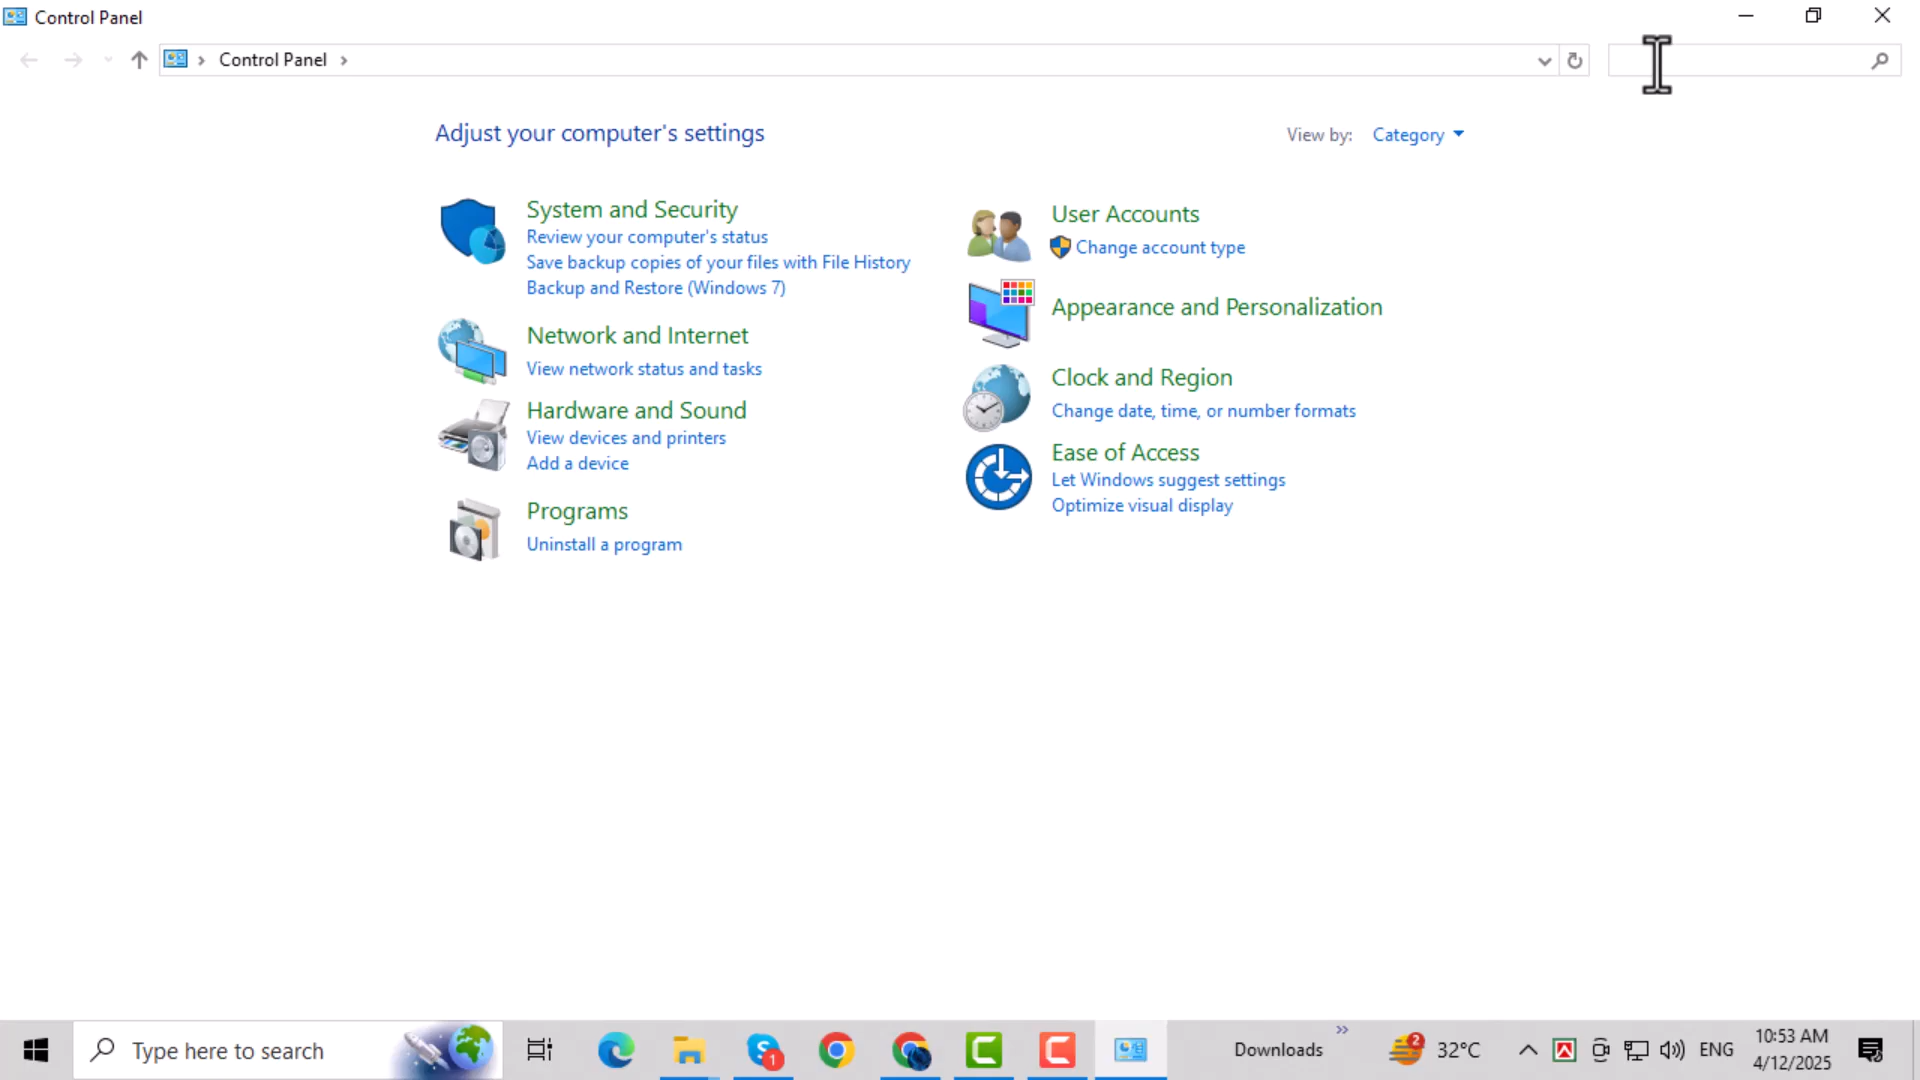 Control Panel
Control Panel
Adjust your computer's settings
View by: Category
System and Security
Review your computer's status
Save backup copies of your files with File History
Backup and Restore (Windows 7)
Network and Internet
View network status and tasks
Hardware and Sound
View devices and printers
Add a device
Programs
Uninstall a program
User Accounts
Change account type
Appearance and Personalization
Clock and Region
Change date, time, or number formats
Ease of Access
Let Windows suggest settings
Optimize visual display
Type here to search
1
Downloads
2
32°C
ENG
10:53 AM
4/12/2025